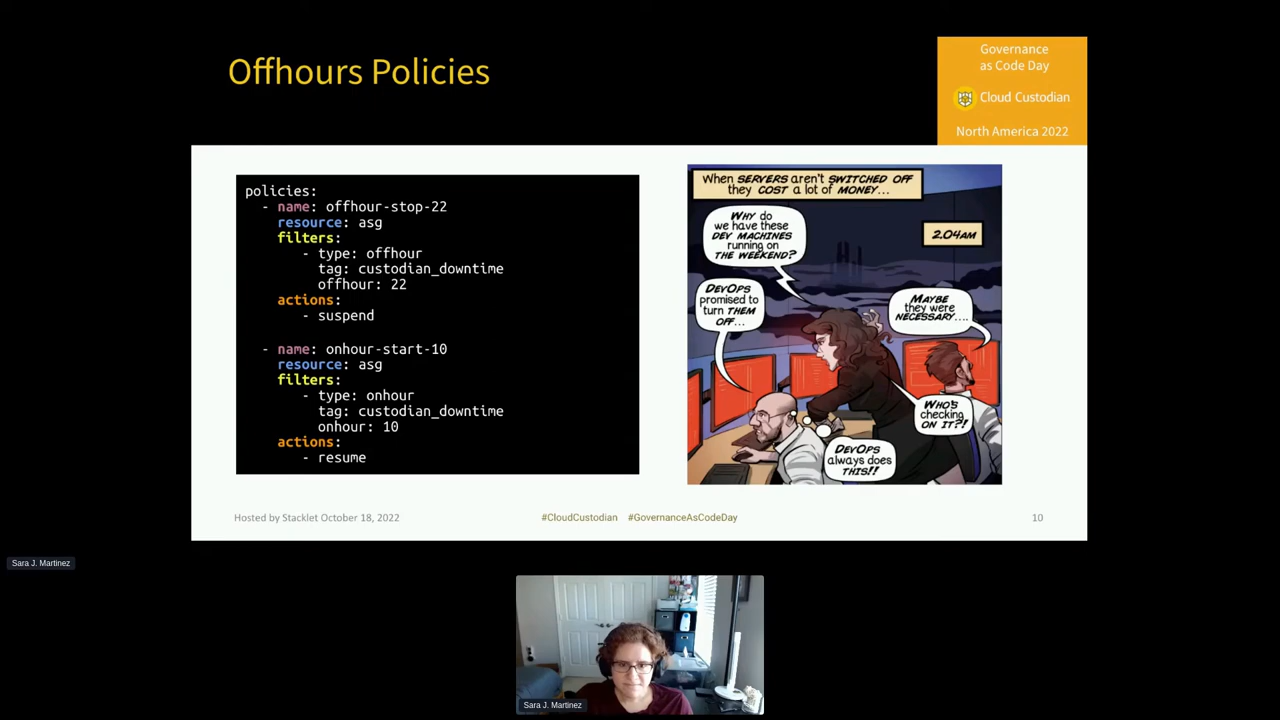 Offhours Policies
Governance
as Code Day
Cloud Custodian
North America 2022
policies:
- name: offhour-stop-22
resource: asg
filters:
- type: offhour
tag: custodian_downtime
offhour: 22
actions:
- suspend
- name: onhour-start-10
resource: asg
filters:
- type: onhour
tag: custodian_downtime
onhour: 10
actions:
- resume
When SERVERS aren't SWITCHED OFF
they COST a lot of MONEY...
2.04AM
WHY do
we have these
DEV MACHINES
running on
THE WEEKEND?
DEVOPS
promised to
turn THEM
OFF...
MAYBE
they were
NECESSARY....
WHO'S
checking
ON IT?!
DEVOPS
always does
THIS!!
Hosted by Stacklet October 18, 2022
#CloudCustodian #GovernanceAsCodeDay
10
Sara J. Martinez
Sara J. Martinez